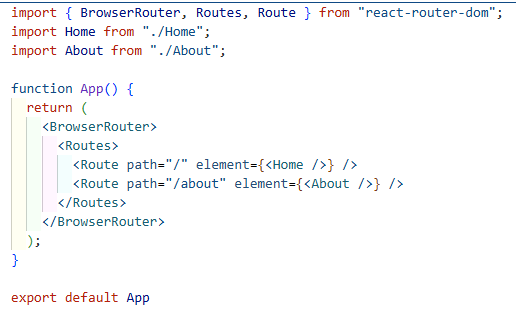 import { BrowserRouter, Routes, Route } from "react-router-dom";
import Home from "./Home";
import About from "./About";

function App() {
  return (
    <BrowserRouter>
      <Routes>
        <Route path="/" element={<Home />} />
        <Route path="/about" element={<About />} />
      </Routes>
    </BrowserRouter>
  );
}

export default App